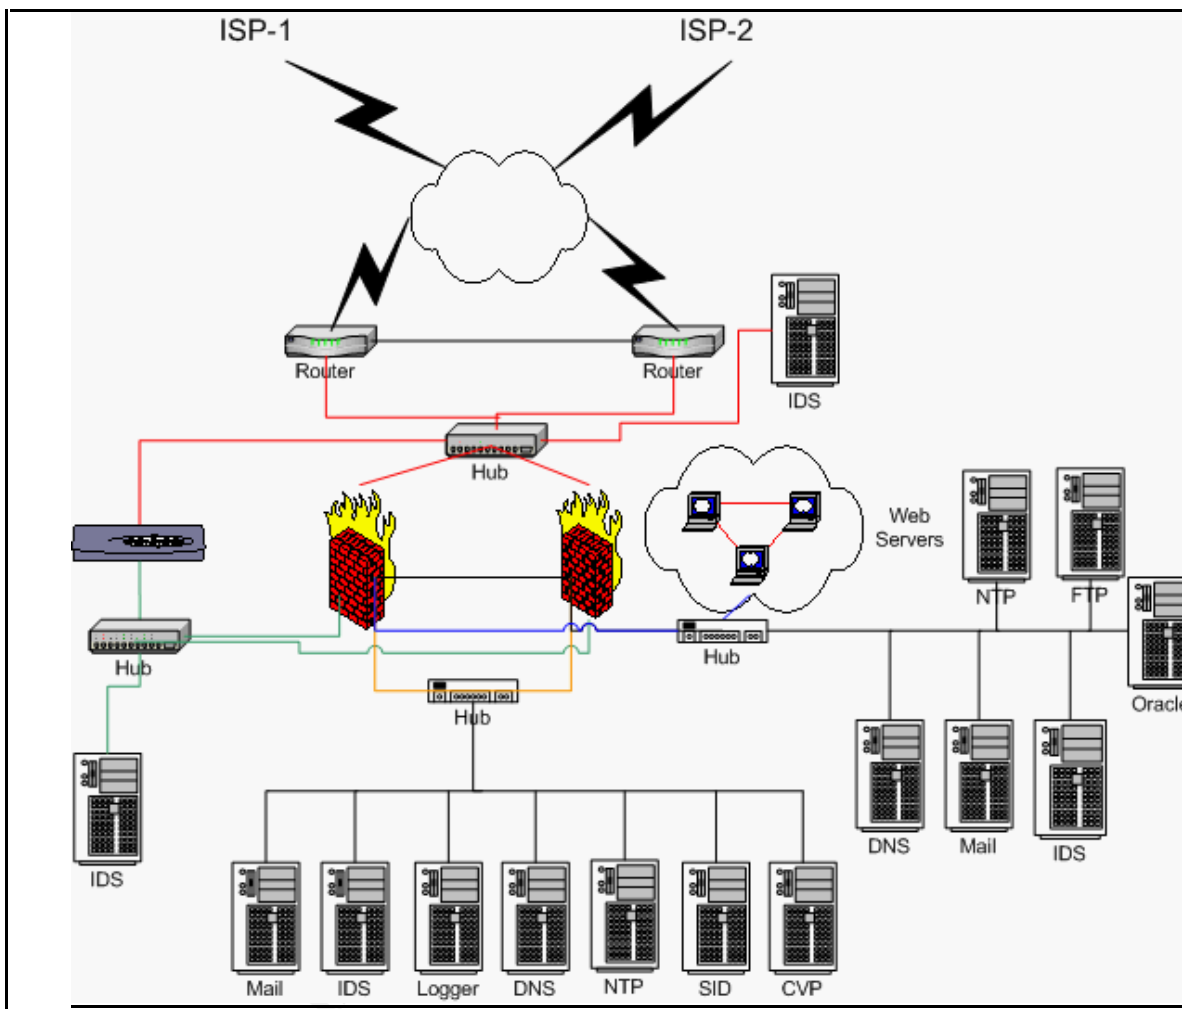 ISP-1
ISP-2
Router
Router
IDS
Hub
Web
Servers
NTP
FTP
Hub
Hub
Oracle
Hub
DNS
Mail
IDS
IDS
Mail
IDS
Logger
DNS
NTP
SID
CVP